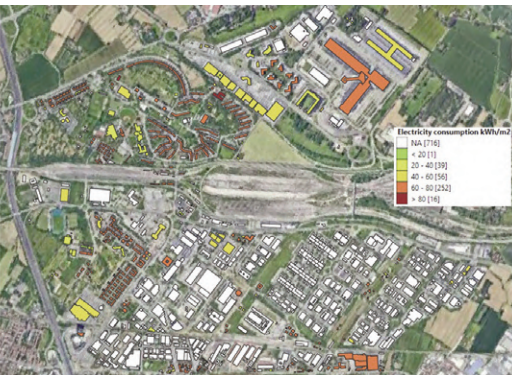 Electricity consumption kWh/m2
NA [716]
< 20 [1]
20 - 40 [39]
40 - 60 [56]
60 - 80 [252]
> 80 [16]